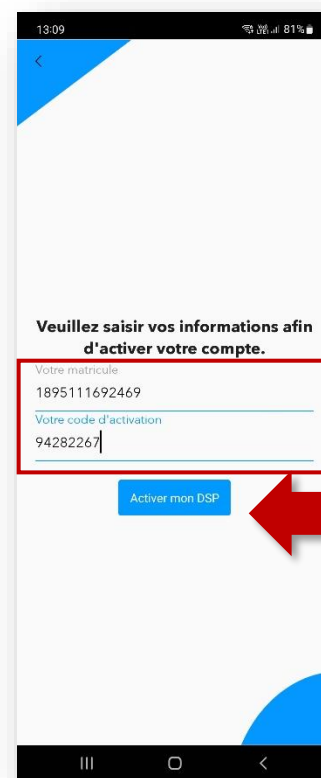 13:09 81%
Veuillez saisir vos informations afin
d'activer votre compte.
Votre matricule
1895111692469
Votre code d'activation
94282267
Activer mon DSP